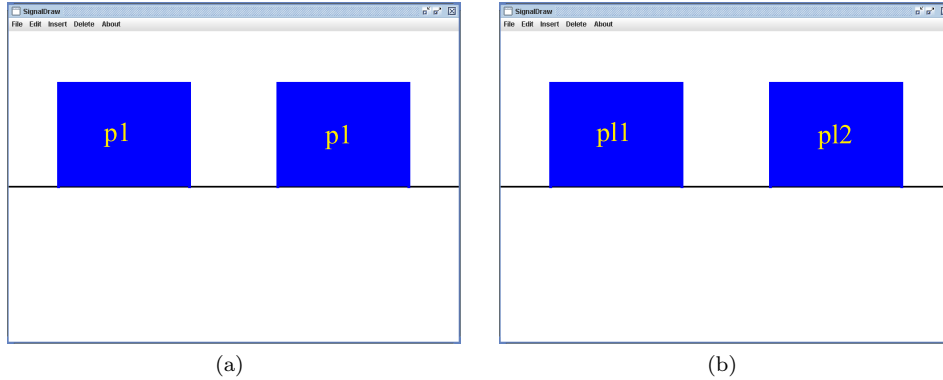 SignalDraw
File Edit Insert Delete About
p1 p1
(a)
SignalDraw
File Edit Insert Delete About
pl1 pl2
(b)